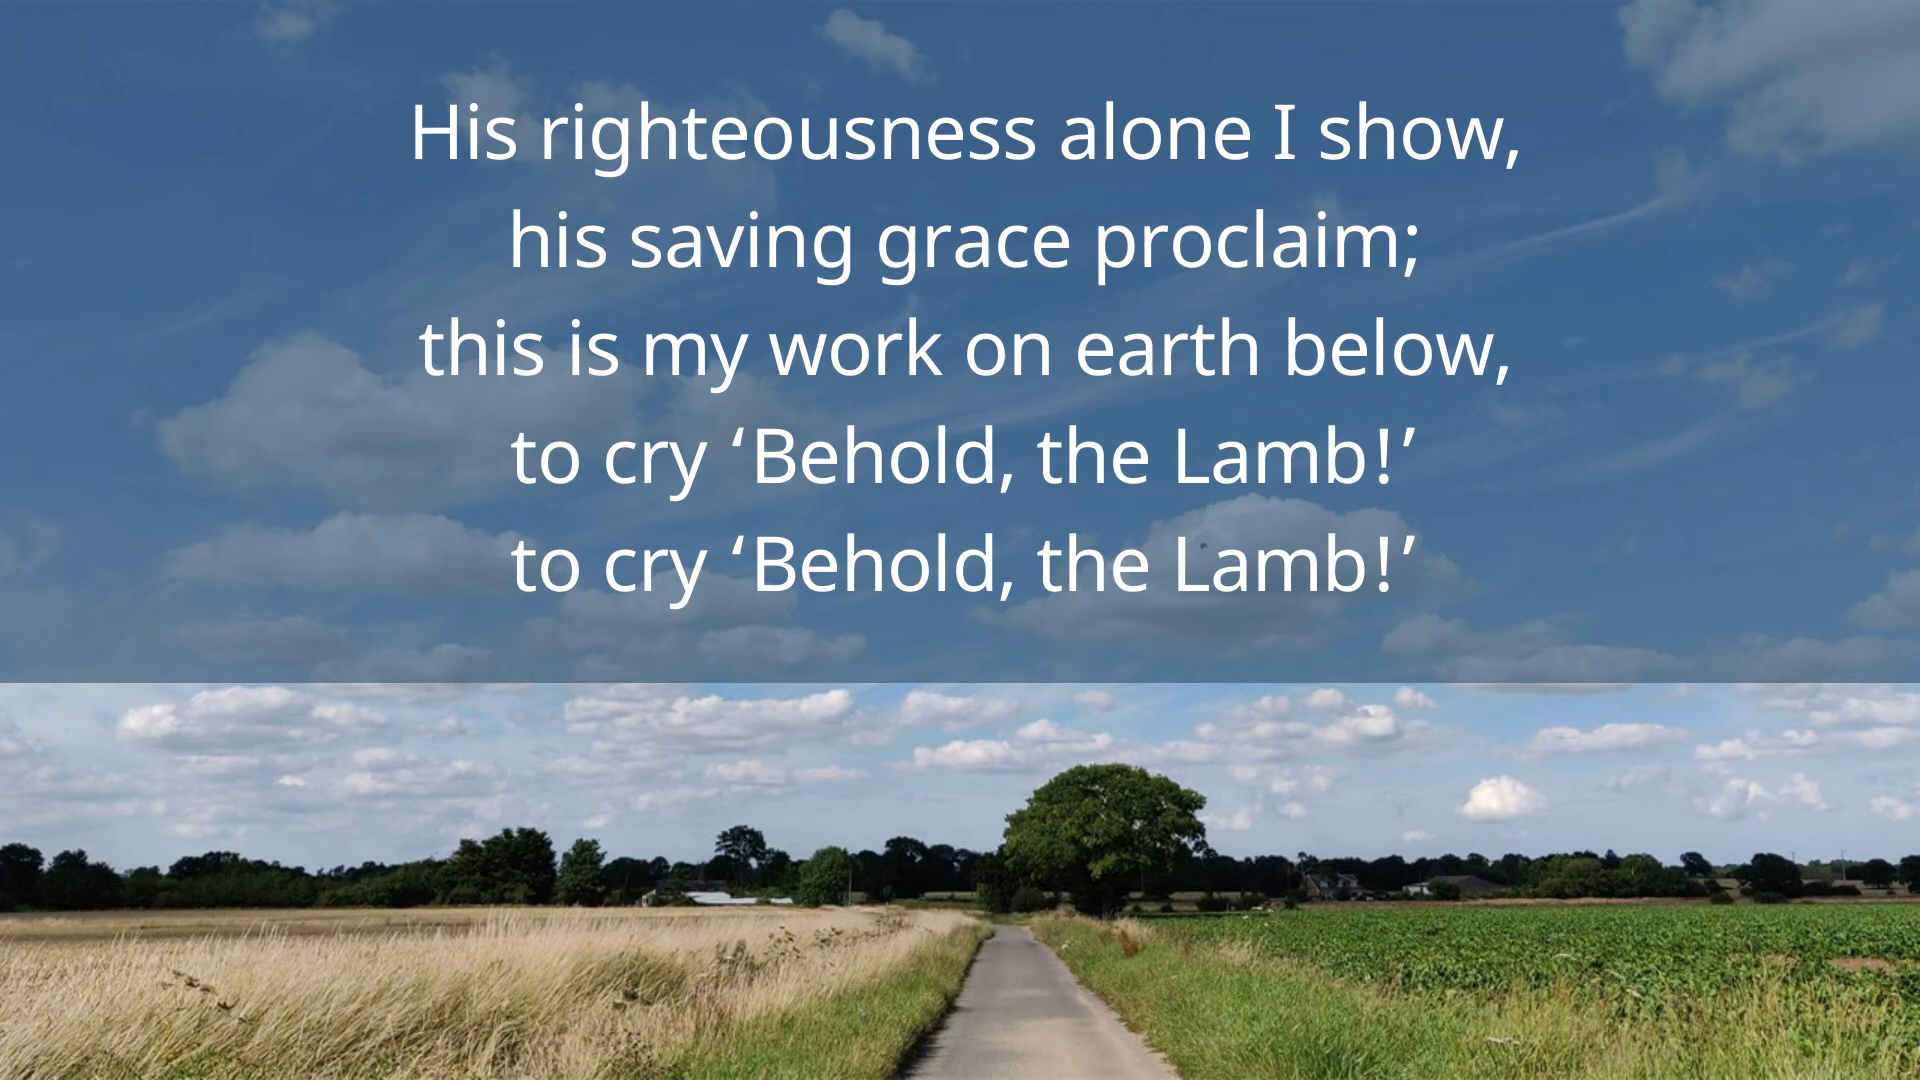 His righteousness alone I show,
his saving grace proclaim;
this is my work on earth below,
to cry ‘Behold, the Lamb!’
to cry ‘Behold, the Lamb!’